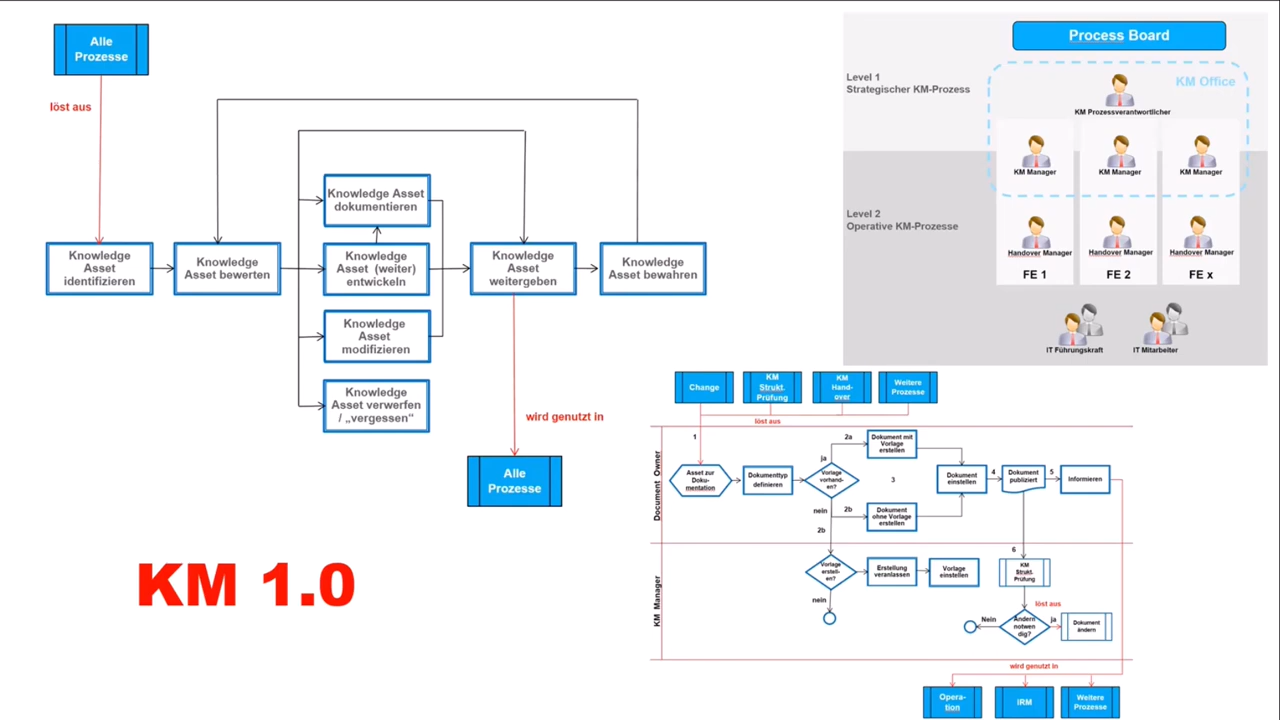 Alle
Prozesse
löst aus
Knowledge Asset
dokumentieren
Knowledge
Asset
identifizieren
Knowledge
Asset bewerten
Knowledge
Asset (weiter)
entwickeln
Knowledge
Asset
weitergeben
Knowledge
Asset bewahren
Knowledge
Asset
modifizieren
Knowledge
Asset verwerfen
/ „vergessen“
wird genutzt in
Alle
Prozesse
KM 1.0
Process Board
Level 1
Strategischer KM-Prozess
KM Office
KM Prozessverantwortlicher
KM Manager
KM Manager
KM Manager
Level 2
Operative KM-Prozesse
Handover Manager
Handover Manager
Handover Manager
FE 1
FE 2
FE x
IT Führungskraft
IT Mitarbeiter
Change
KM
Strukt.
Prüfung
KM
Hand-
over
Weitere
Prozesse
löst aus
Document Owner
1
Asset zur
Doku-
mentation
Dokumenttyp
definieren
Vorlage
vorhand-
en?
ja
2a
Dokument mit
Vorlage
erstellen
3
nein
2b
Dokument
ohne Vorlage
erstellen
2b
Dokument
einstellen
4
Dokument
publiziert
5
Informieren
KM Manager
Vorlage
erstell-
en?
nein
Erstellung
veranlassen
Vorlage
einstellen
6
KM
Strukt.
Prüfung
löst aus
Nein
Ändern
notwen
dig?
ja
Dokument
ändern
wird genutzt in
Opera-
tion
IRM
Weitere
Prozesse